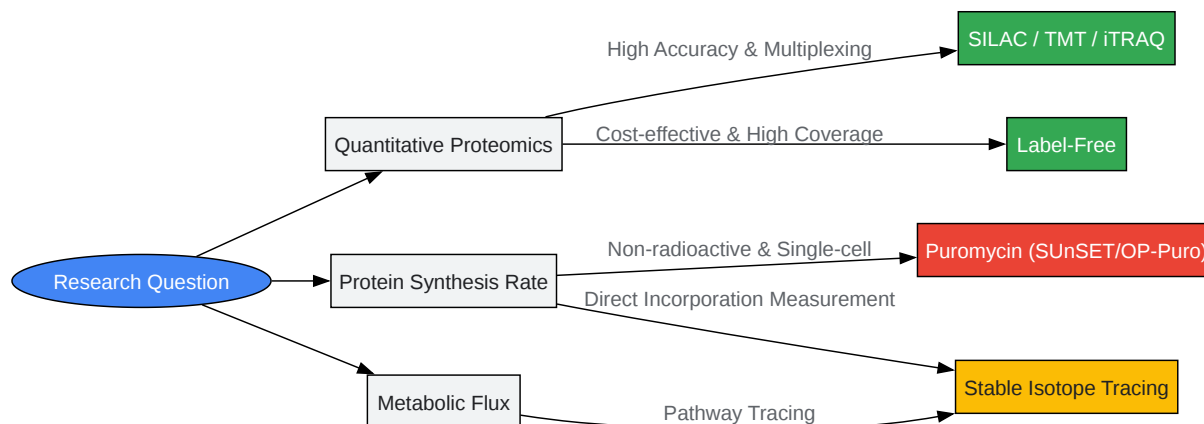 High Accuracy & Multiplexing
SILAC / TMT / iTRAQ
Quantitative Proteomics
Cost-effective & High Coverage
Label-Free
Research Question
Protein Synthesis Rate
Non-radioactive & Single-cell
Puromycin (SUnSET/OP-Puro)
Direct Incorporation Measurement
Stable Isotope Tracing
Metabolic Flux
Pathway Tracing